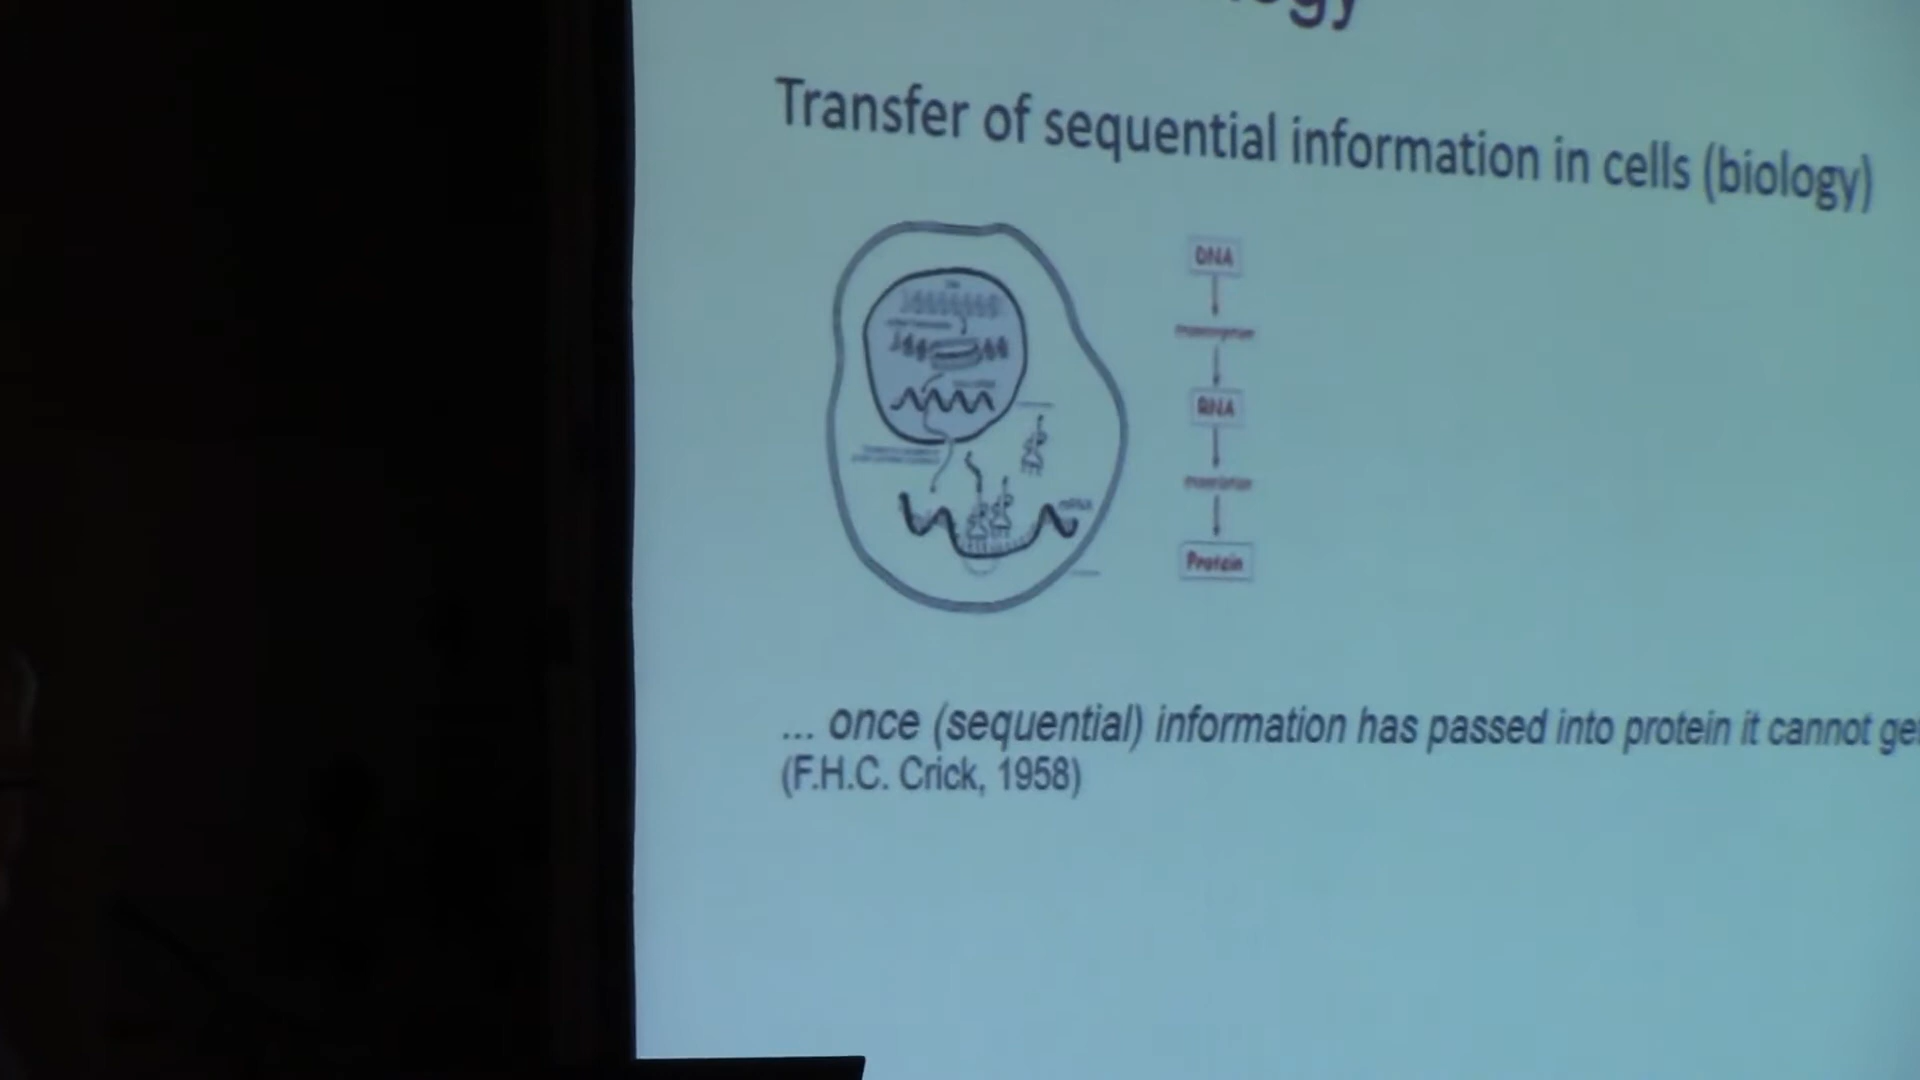 Transfer of sequential information in cells (biology)
DNA
RNA
mRNA
Protein
... once (sequential) information has passed into protein it cannot ge
(F.H.C. Crick, 1958)